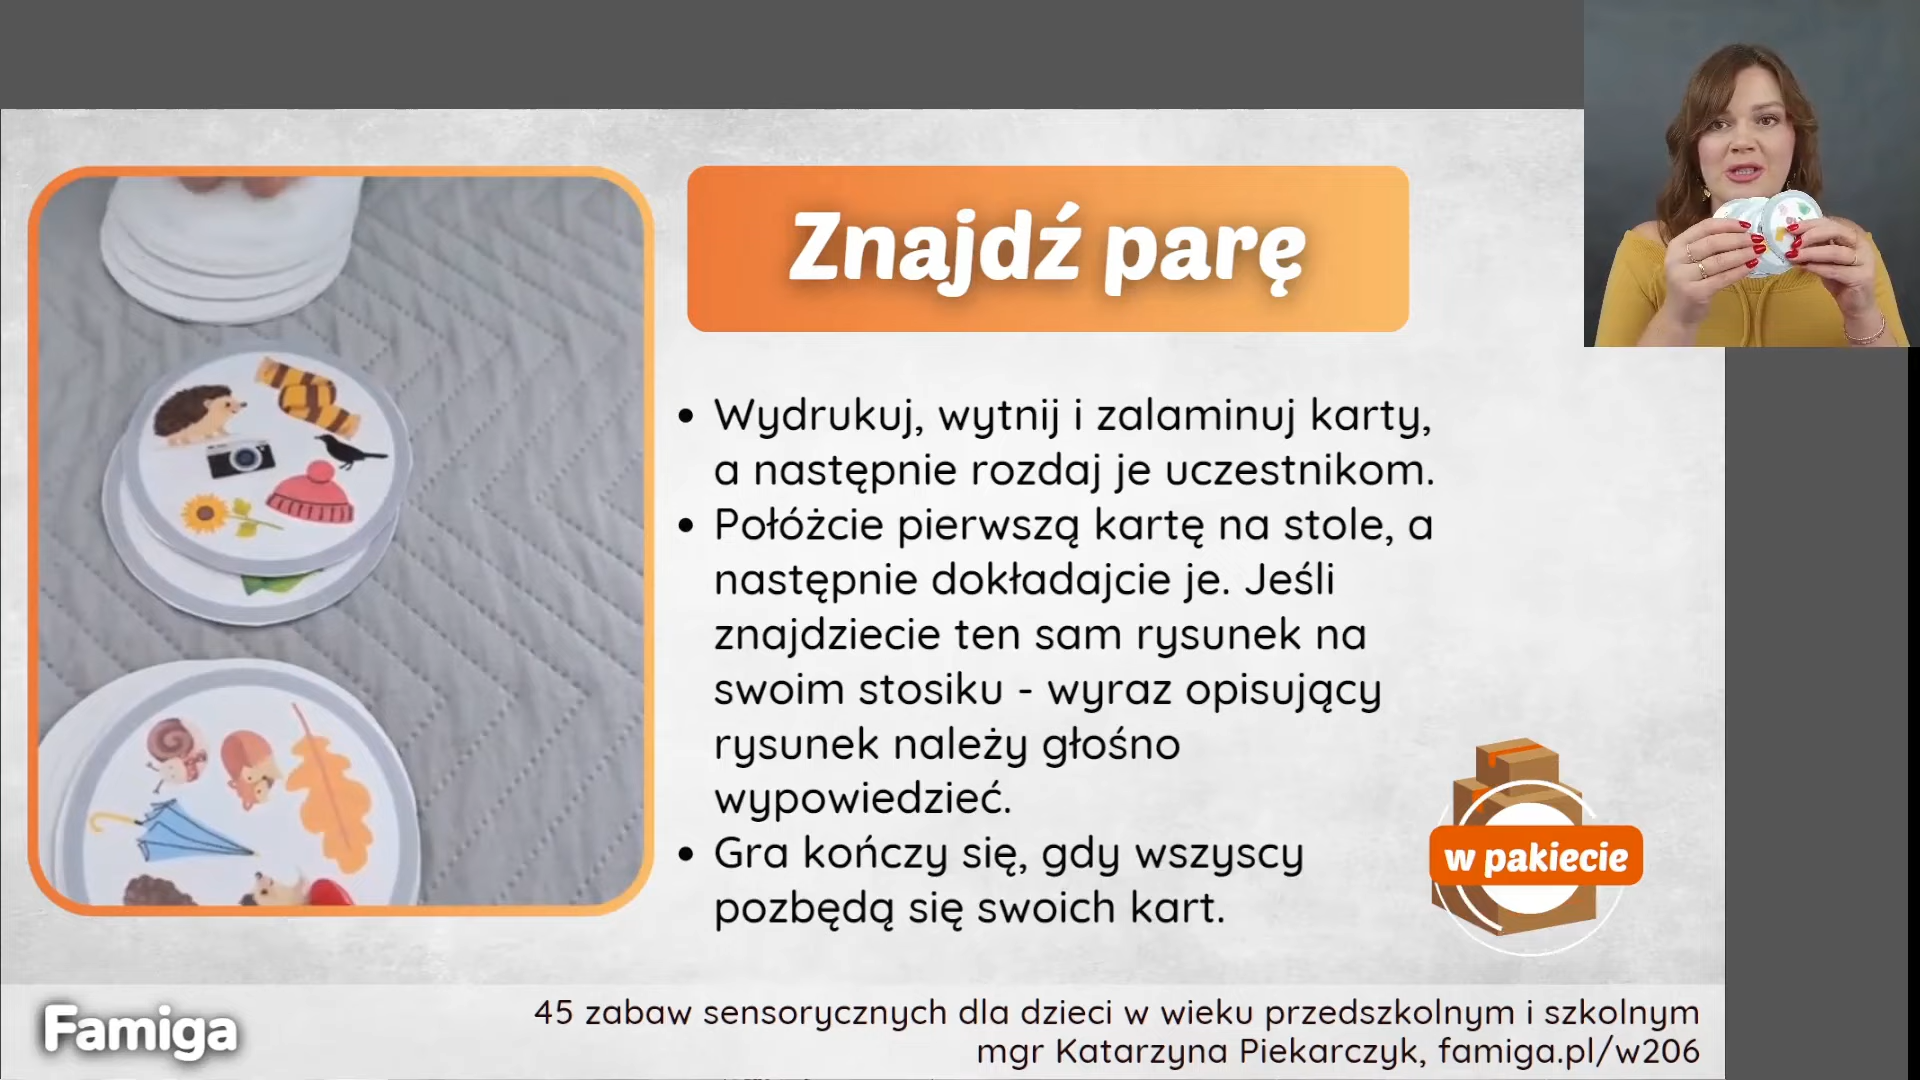 Znajdź parę
• Wydrukuj, wytnij i zalaminuj karty,
a następnie rozdaj je uczestnikom.
• Połóżcie pierwszą kartę na stole, a
następnie dokładajcie je. Jeśli
znajdziecie ten sam rysunek na
swoim stosiku - wyraz opisujący
rysunek należy głośno
wypowiedzieć.
• Gra kończy się, gdy wszyscy
pozbędą się swoich kart.
w pakiecie
Famiga
45 zabaw sensorycznych dla dzieci w wieku przedszkolnym i szkolnym
mgr Katarzyna Piekarczyk, famiga.pl/w206